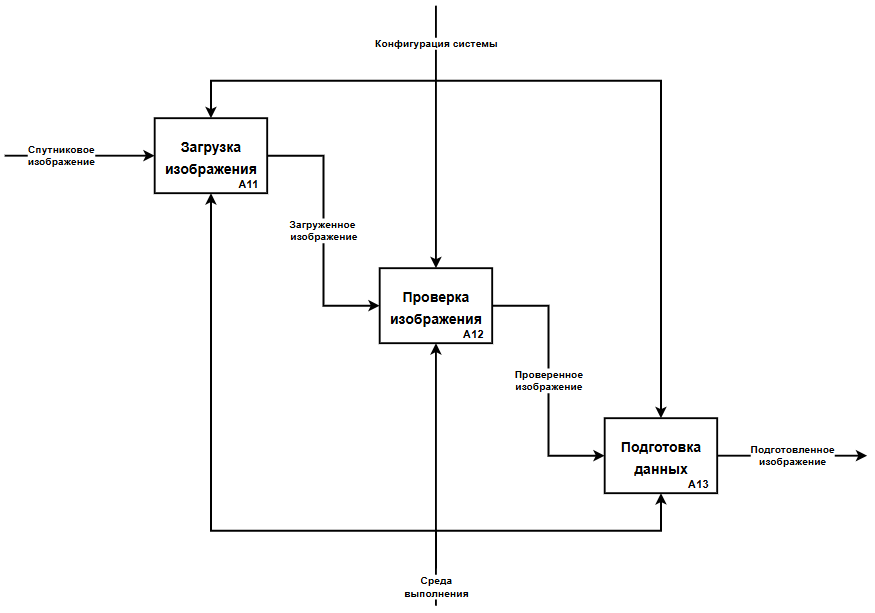 Конфигурация системы
Спутниковое
изображение
Загрузка
изображения
A11
Загруженное
изображение
Проверка
изображения
A12
Проверенное
изображение
Подготовка
данных
A13
Подготовленное
изображение
Среда
выполнения